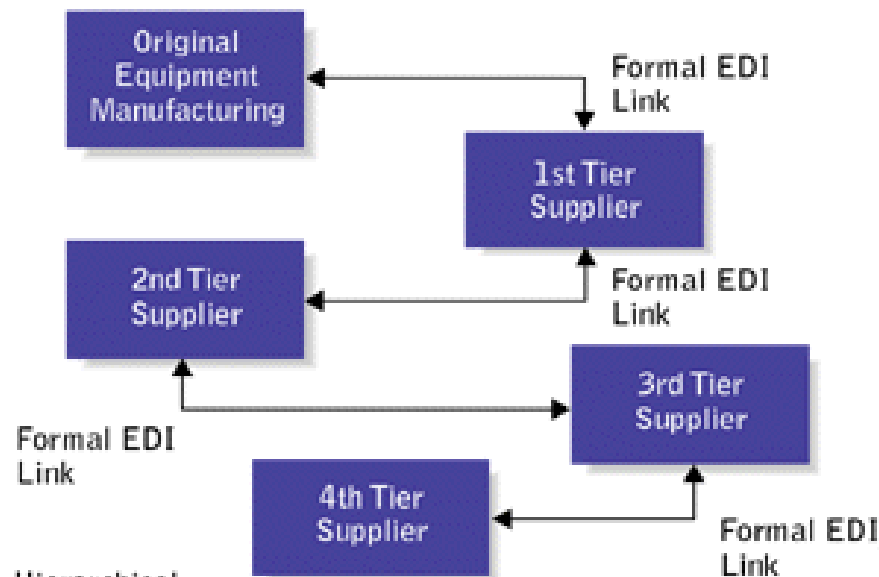 Original
Equipment
Manufacturing
Formal EDI
Link
1st Tier
Supplier
2nd Tier
Supplier
Formal EDI
Link
3rd Tier
Supplier
Formal EDI
Link
4th Tier
Supplier
Formal EDI
Link
Hierarchical